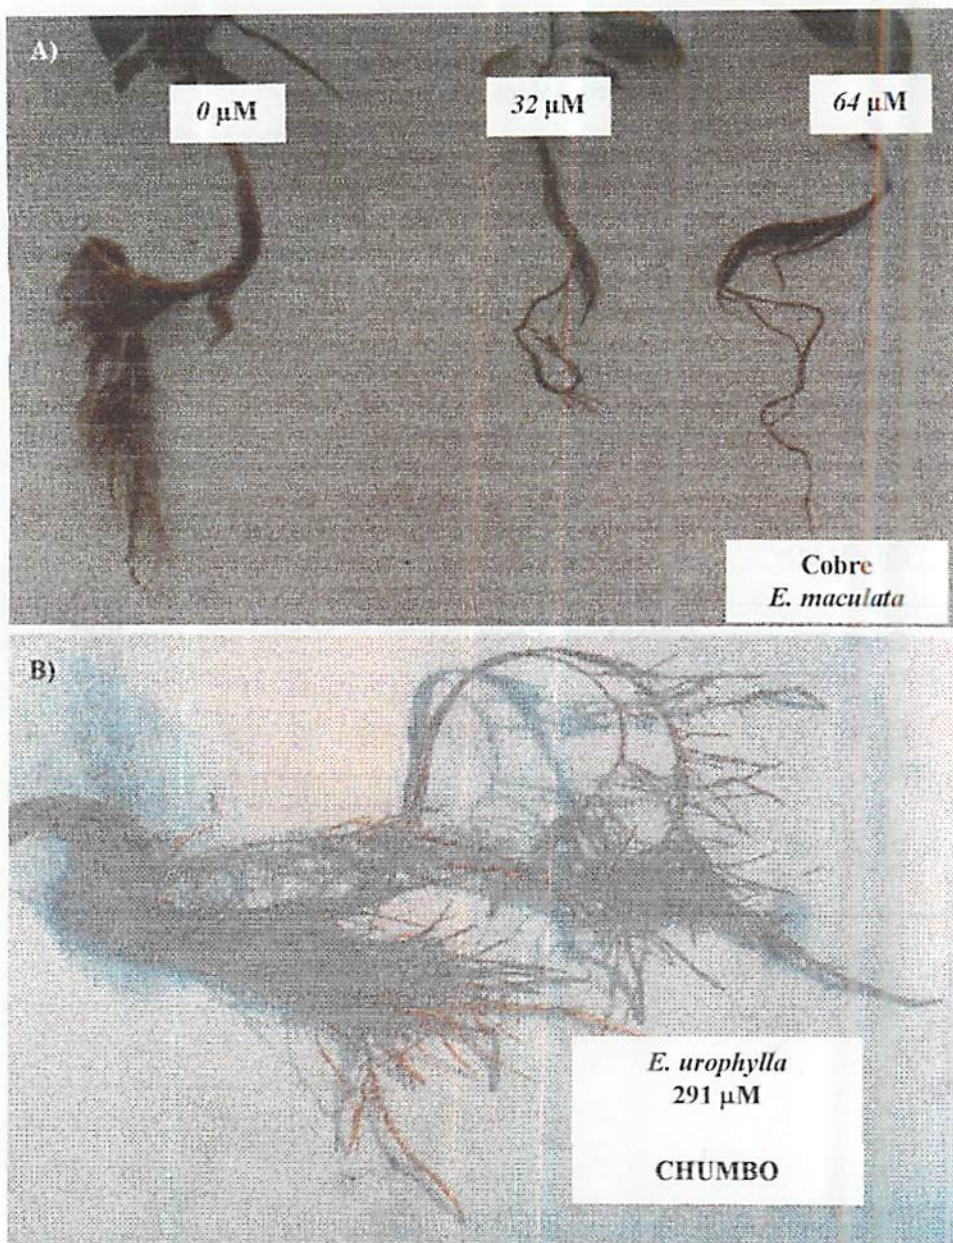 A)
0 µM
32 µM
64 µM
Cobre
E. maculata
B)
E. urophylla
291 µM
CHUMBO